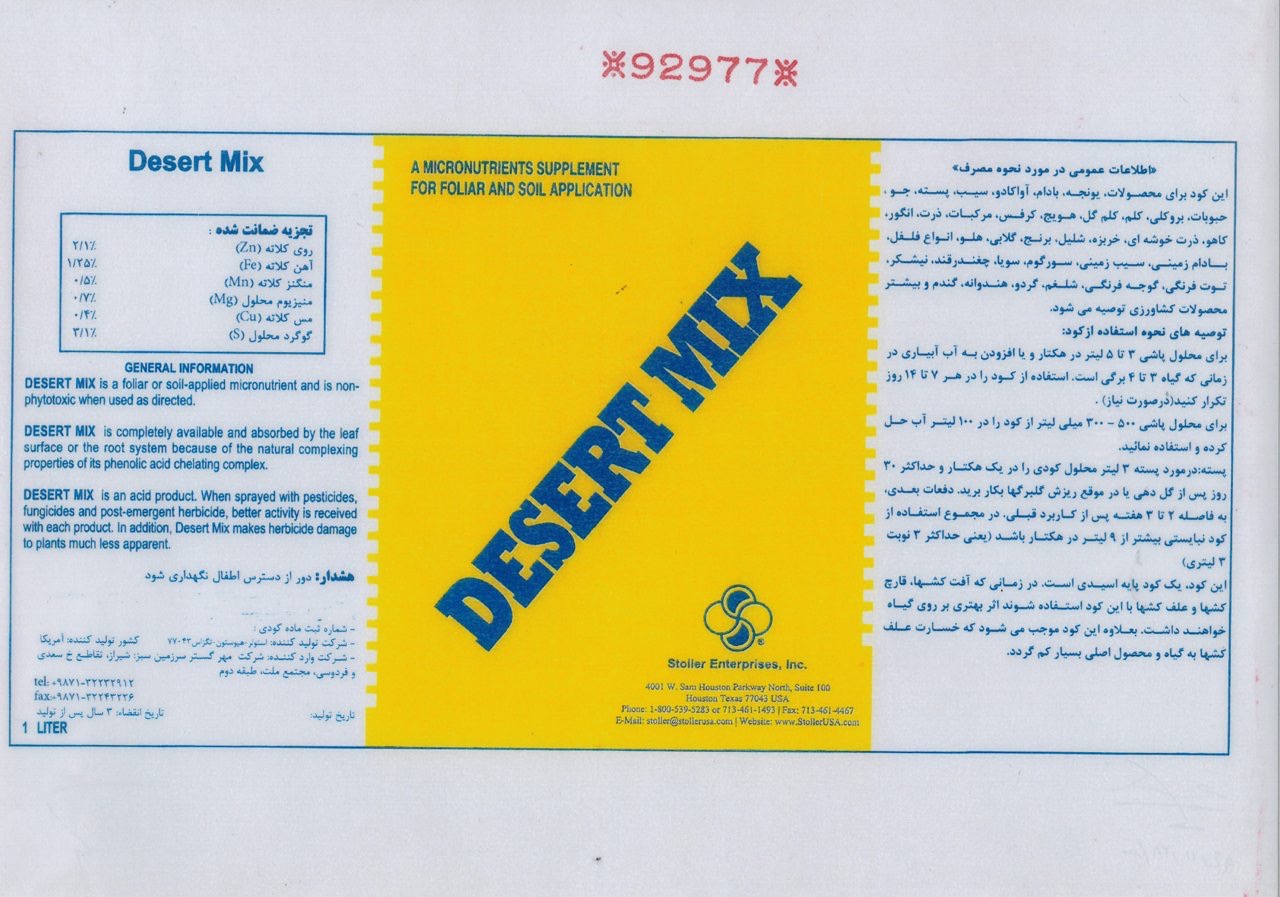 ※92977※
Desert Mix
تجزیه ضمانت شده :
روی کلاته (Zn) ۲/۱٪
آهن کلاته (Fe) ۱/۲۵٪
منگنز کلاته (Mn) ۰/۵٪
منیزیوم محلول (Mg) ۰/۷٪
مس کلاته (Cu) ۰/۴٪
گوگرد محلول (S) ۳/۱٪
GENERAL INFORMATION
DESERT MIX is a foliar or soil-applied micronutrient and is non-
phytotoxic when used as directed.
DESERT MIX is completely available and absorbed by the leaf
surface or the root system because of the natural complexing
properties of its phenolic acid chelating complex.
DESERT MIX is an acid product. When sprayed with pesticides,
fungicides and post-emergent herbicide, better activity is received
with each product. In addition, Desert Mix makes herbicide damage
to plants much less apparent.
هشدار: دور از دسترس اطفال نگهداری شود
- شماره ثبت ماده کودی :
- شرکت تولید کننده: استولر-هیوستون-تگزاس۷۷۰۴۳ کشور تولید کننده: آمریکا
- شرکت وارد کننده: شرکت مهر گستر سرزمین سبز: شیراز، تقاطع خ سعدی
و فردوسی، مجتمع ملت، طبقه دوم
tel: +۹۸۷۱-۳۲۲۳۲۹۱۲
fax:+۹۸۷۱-۳۲۲۴۳۲۲۶
تاریخ تولید: تاریخ انقضاء: ۳ سال پس از تولید
1 LITER
A MICRONUTRIENTS SUPPLEMENT
FOR FOLIAR AND SOIL APPLICATION
DESERT MIX
®
Stoller Enterprises, Inc.
4001 W. Sam Houston Parkway North, Suite 100
Houston Texas 77043 USA
Phone: 1-800-539-5283 or 713-461-1493 | Fax: 713-461-4467
E-Mail: stoller@stollerusa.com | Website: www.StollerUSA.com
«اطلاعات عمومی در مورد نحوه مصرف»
این کود برای محصولات، یونجه، بادام، آواکادو، سیب، پسته، جو ،
حبوبات، بروکلی، کلم، کلم گل، هویج، کرفس، مرکبات، ذرت، انگور،
کاهو، ذرت خوشه ای، خربزه، شلیل، برنج، گلابی، هلو، انواع فلفل،
بادام زمینی، سیب زمینی، سورگوم، سویا، چغندرقند، نیشکر،
توت فرنگی، گوجه فرنگی، شلغم، گردو، هندوانه، گندم و بیشتر
محصولات کشاورزی توصیه می شود.
توصیه های نحوه استفاده ازکود:
برای محلول پاشی ۳ تا ۵ لیتر در هکتار و یا افزودن به آب آبیاری در
زمانی که گیاه ۳ تا ۴ برگی است. استفاده از کود را در هر ۷ تا ۱۴ روز
تکرار کنید(درصورت نیاز) .
برای محلول پاشی ۵۰۰ - ۳۰۰ میلی لیتر از کود را در ۱۰۰ لیتر آب حل
کرده و استفاده نمائید.
پسته:درمورد پسته ۳ لیتر محلول کودی را در یک هکتار و حداکثر ۳۰
روز پس از گل دهی یا در موقع ریزش گلبرگها بکار برید. دفعات بعدی،
به فاصله ۲ تا ۳ هفته پس از کاربرد قبلی. در مجموع استفاده از
کود نبایستی بیشتر از ۹ لیتر در هکتار باشد (یعنی حداکثر ۳ نوبت
۳ لیتری)
این کود، یک کود پایه اسیدی است. در زمانی که آفت کشها، قارچ
کشها و علف کشها با این کود استفاده شوند اثر بهتری بر روی گیاه
خواهند داشت. بعلاوه این کود موجب می شود که خسارت علف
کشها به گیاه و محصول اصلی بسیار کم گردد.